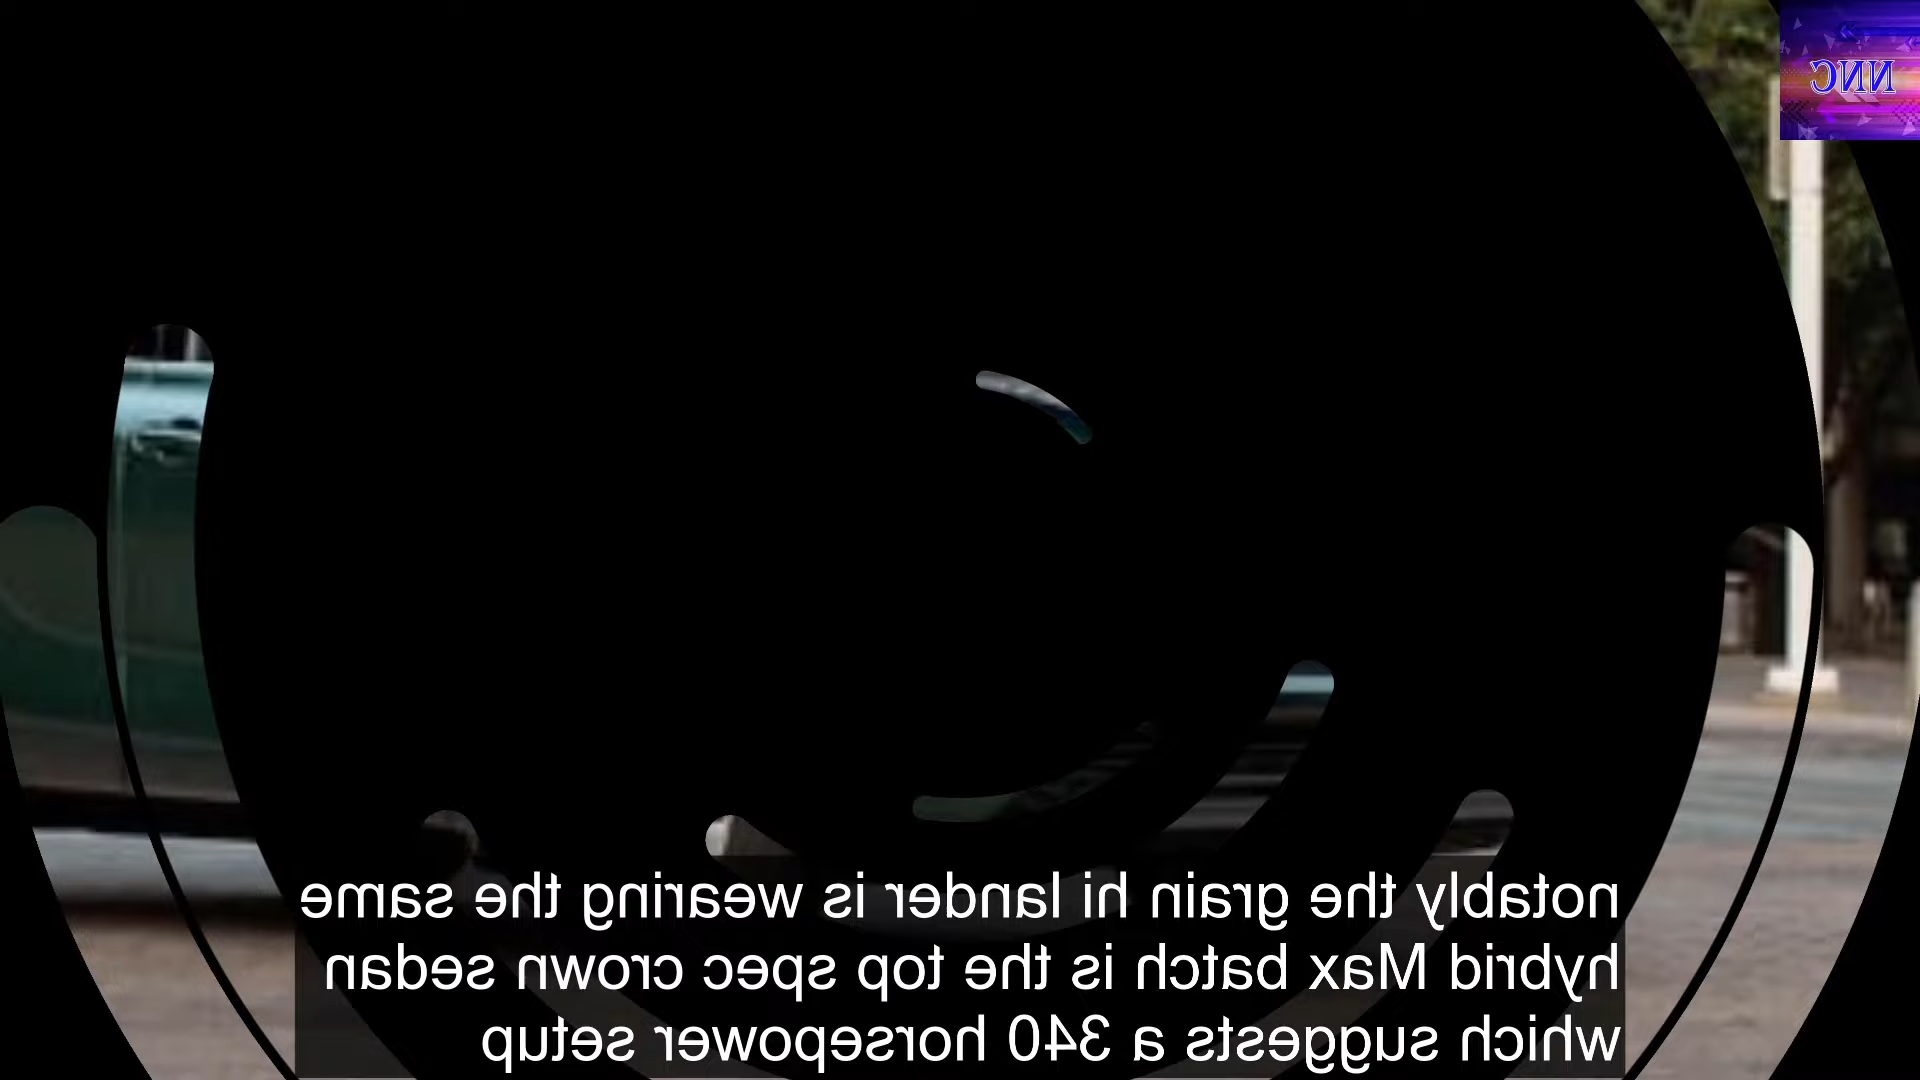 NNC
notably the grain hi lander is wearing the same
hybrid Max batch is the top spec crown sedan
which suggests a 340 horsepower setup